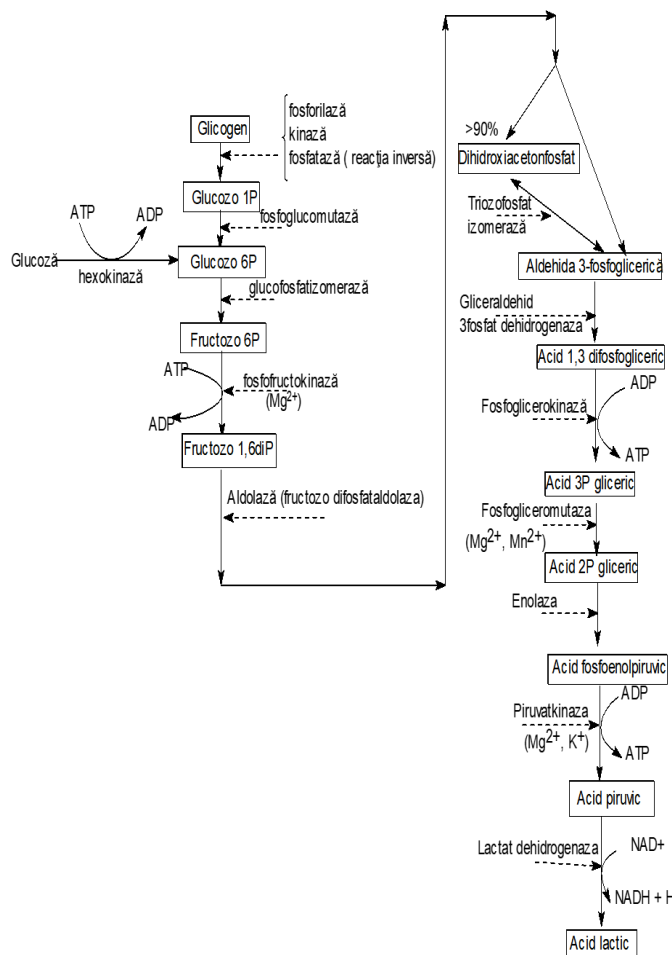 Glicogen
fosforilază
kinază
fosfatază ( reacția inversă)
Glucozo 1P
fosfoglucomutază
ATP
ADP
Glucoză
hexokinază
Glucozo 6P
glucofosfatizomerază
Fructozo 6P
ATP
fosfofructokinază
(Mg2+)
ADP
Fructozo 1,6diP
Aldolază (fructozo difosfataldolaza)
>90%
Dihidroxiacetonfosfat
Triozofosfat
izomerază
Aldehida 3-fosfoglicerică
Gliceraldehid
3fosfat dehidrogenaza
Acid 1,3 difosfogliceric
ADP
Fosfoglicerokinază
ATP
Acid 3P gliceric
Fosfogliceromutaza
(Mg2+, Mn2+)
Acid 2P gliceric
Enolaza
Acid fosfoenolpiruvic
ADP
Piruvatkinaza
(Mg2+, K+)
ATP
Acid piruvic
Lactat dehidrogenaza
NAD+
NADH + H
Acid lactic